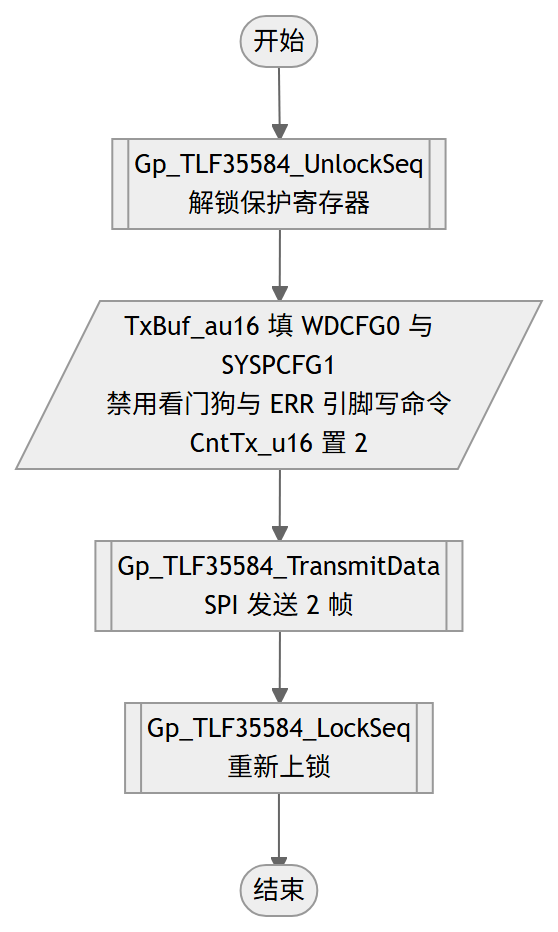 开始
Gp_TLF35584_UnlockSeq
解锁保护寄存器
TxBuf_au16 填 WDCFG0 与
SYSPCFG1
禁用看门狗与 ERR 引脚写命令
CntTx_u16 置 2
Gp_TLF35584_TransmitData
SPI 发送 2 帧
Gp_TLF35584_LockSeq
重新上锁
结束